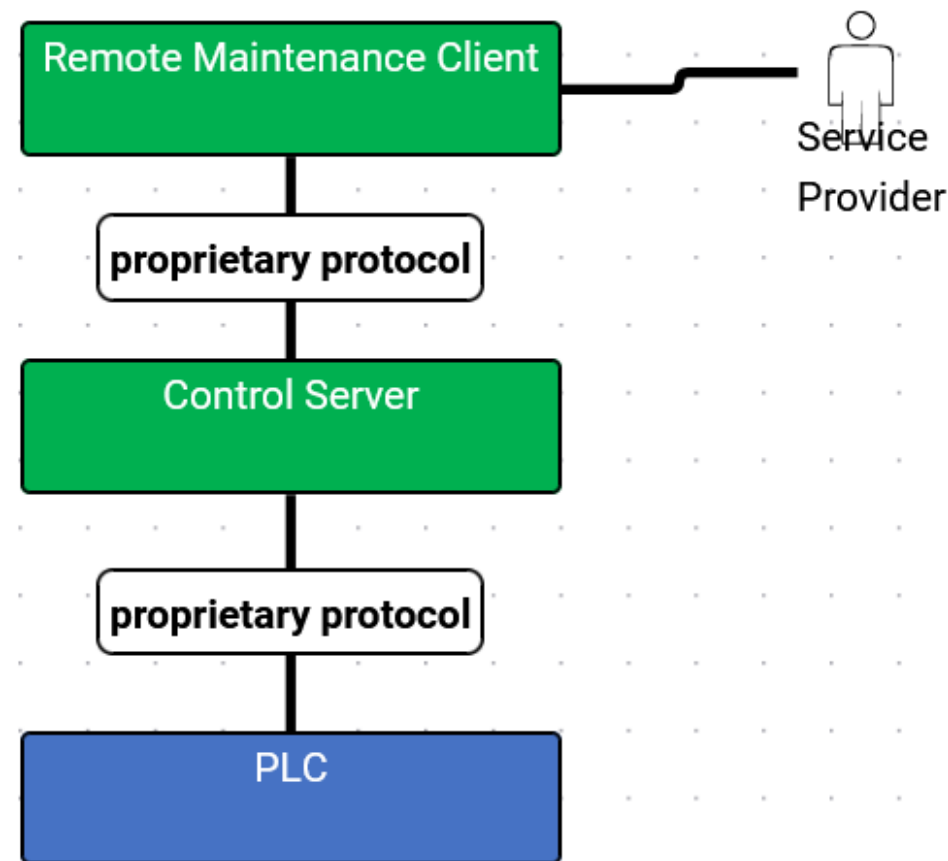 Remote Maintenance Client
Service
Provider
proprietary protocol
Control Server
proprietary protocol
PLC